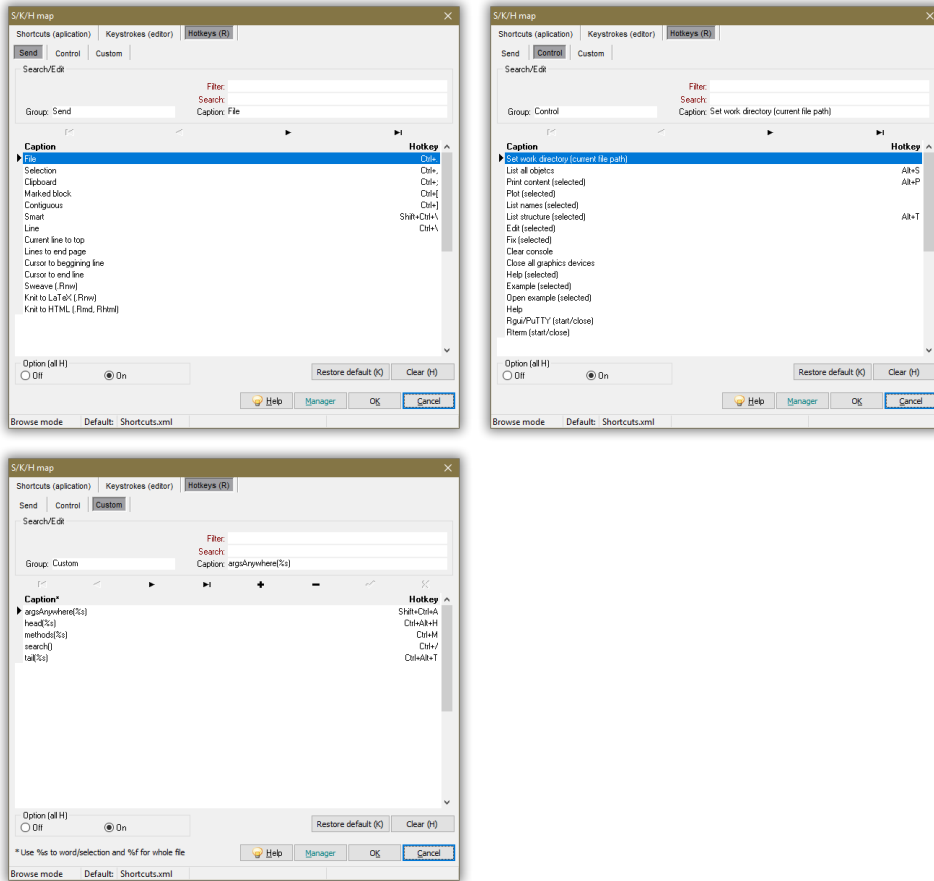 S/K/H map
Shortcuts (aplication) Keystrokes (editor) Hotkeys (R)
Send Control Custom
Search/Edit
Filter:
Search:
Group: Send Caption: File
Caption Hotkey
File Ctrl+.
Selection Ctrl+,
Clipboard Ctrl+;
Marked block Ctrl+[
Contiguous Ctrl+]
Smart Shift+Ctrl+\
Line Ctrl+\
Current line to top
Lines to end page
Cursor to beggining line
Cursor to end line
Sweave (.Rnw)
Knit to LaTeX (.Rnw)
Knit to HTML (.Rmd, Rhtml)
Option (all H)
Off On Restore default (K) Clear (H)
Help Manager OK Cancel
Browse mode Default: Shortcuts.xml
S/K/H map
Shortcuts (aplication) Keystrokes (editor) Hotkeys (R)
Send Control Custom
Search/Edit
Filter:
Search:
Group: Control Caption: Set work directory (current file path)
Caption Hotkey
Set work directory (current file path)
List all objetcs Alt+S
Print content (selected) Alt+P
Plot (selected)
List names (selected)
List structure (selected) Alt+T
Edit (selected)
Fix (selected)
Clear console
Close all graphics devices
Help (selected)
Example (selected)
Open example (selected)
Help
Rgui/PuTTY (start/close)
Rterm (start/close)
Option (all H)
Off On Restore default (K) Clear (H)
Help Manager OK Cancel
Browse mode Default: Shortcuts.xml
S/K/H map
Shortcuts (aplication) Keystrokes (editor) Hotkeys (R)
Send Control Custom
Search/Edit
Filter:
Search:
Group: Custom Caption: argsAnywhere(%s)
Caption* Hotkey
argsAnywhere(%s) Shift+Ctrl+A
head(%s) Ctrl+Alt+H
methods(%s) Ctrl+M
search() Ctrl+/
tail(%s) Ctrl+Alt+T
Option (all H)
Off On Restore default (K) Clear (H)
* Use %s to word/selection and %f for whole file Help Manager OK Cancel
Browse mode Default: Shortcuts.xml